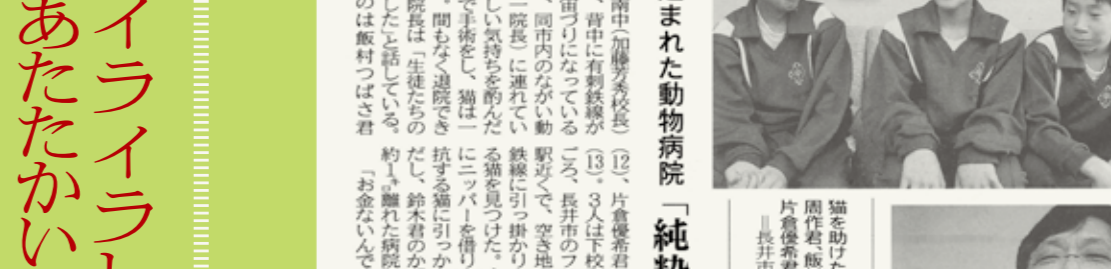 イライラし
あたたかい
まれた動物病院
「純粋
南中(加藤芳秀校長)
、背中に有刺鉄線が
宙づりになっている
、同市内のながい動
一院長)に連れてい
しい気持ちを酌んだ
で手術をし、猫は一
。間もなく退院でき
院長は「生徒たちの
した」と話している。
のは飯村つばさ君
(12)、片倉優希君
(13)。3人は下校
ごろ、長井市のフ
駅近くで、空き地
鉄線に引っ掛かり
る猫を見つけた。
にニッパーを借り
抗する猫に引っか
だし、鈴木君のか
約1㌔離れた病院
「お金ないんで
猫を助けた
周作君、飯
片倉優希君
＝長井市